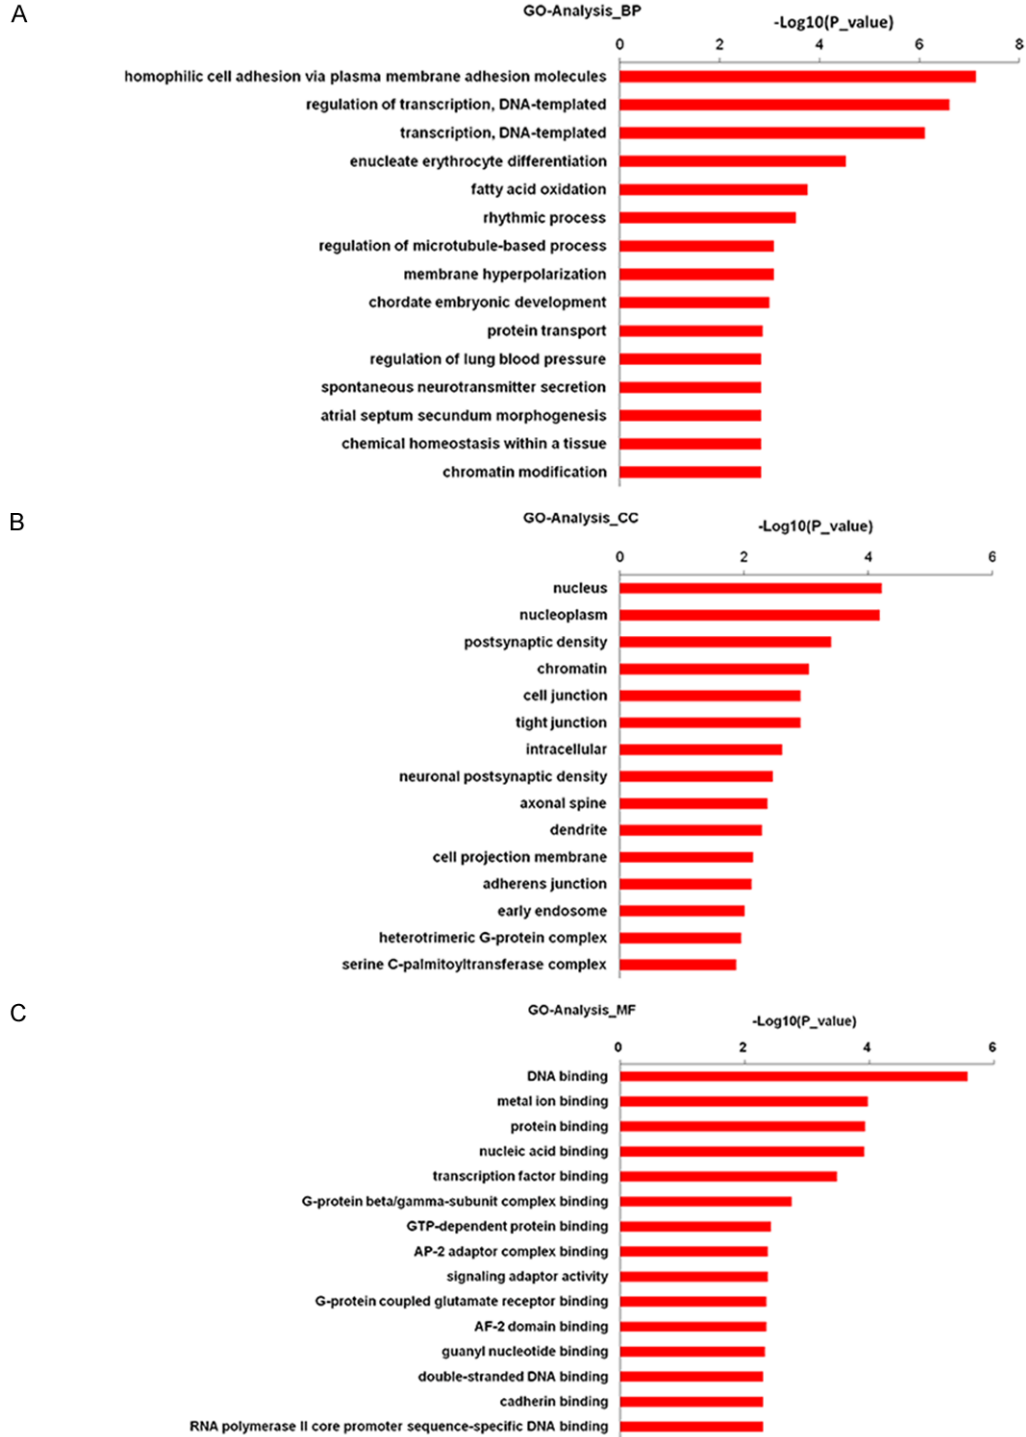 A
GO-Analysis_BP
-Log10(P_value)
0 2 4 6 8
homophilic cell adhesion via plasma membrane adhesion molecules
regulation of transcription, DNA-templated
transcription, DNA-templated
enucleate erythrocyte differentiation
fatty acid oxidation
rhythmic process
regulation of microtubule-based process
membrane hyperpolarization
chordate embryonic development
protein transport
regulation of lung blood pressure
spontaneous neurotransmitter secretion
atrial septum secundum morphogenesis
chemical homeostasis within a tissue
chromatin modification
B
GO-Analysis_CC
-Log10(P_value)
0 2 4 6
nucleus
nucleoplasm
postsynaptic density
chromatin
cell junction
tight junction
intracellular
neuronal postsynaptic density
axonal spine
dendrite
cell projection membrane
adherens junction
early endosome
heterotrimeric G-protein complex
serine C-palmitoyltransferase complex
C
GO-Analysis_MF
-Log10(P_value)
0 2 4 6
DNA binding
metal ion binding
protein binding
nucleic acid binding
transcription factor binding
G-protein beta/gamma-subunit complex binding
GTP-dependent protein binding
AP-2 adaptor complex binding
signaling adaptor activity
G-protein coupled glutamate receptor binding
AF-2 domain binding
guanyl nucleotide binding
double-stranded DNA binding
cadherin binding
RNA polymerase II core promoter sequence-specific DNA binding